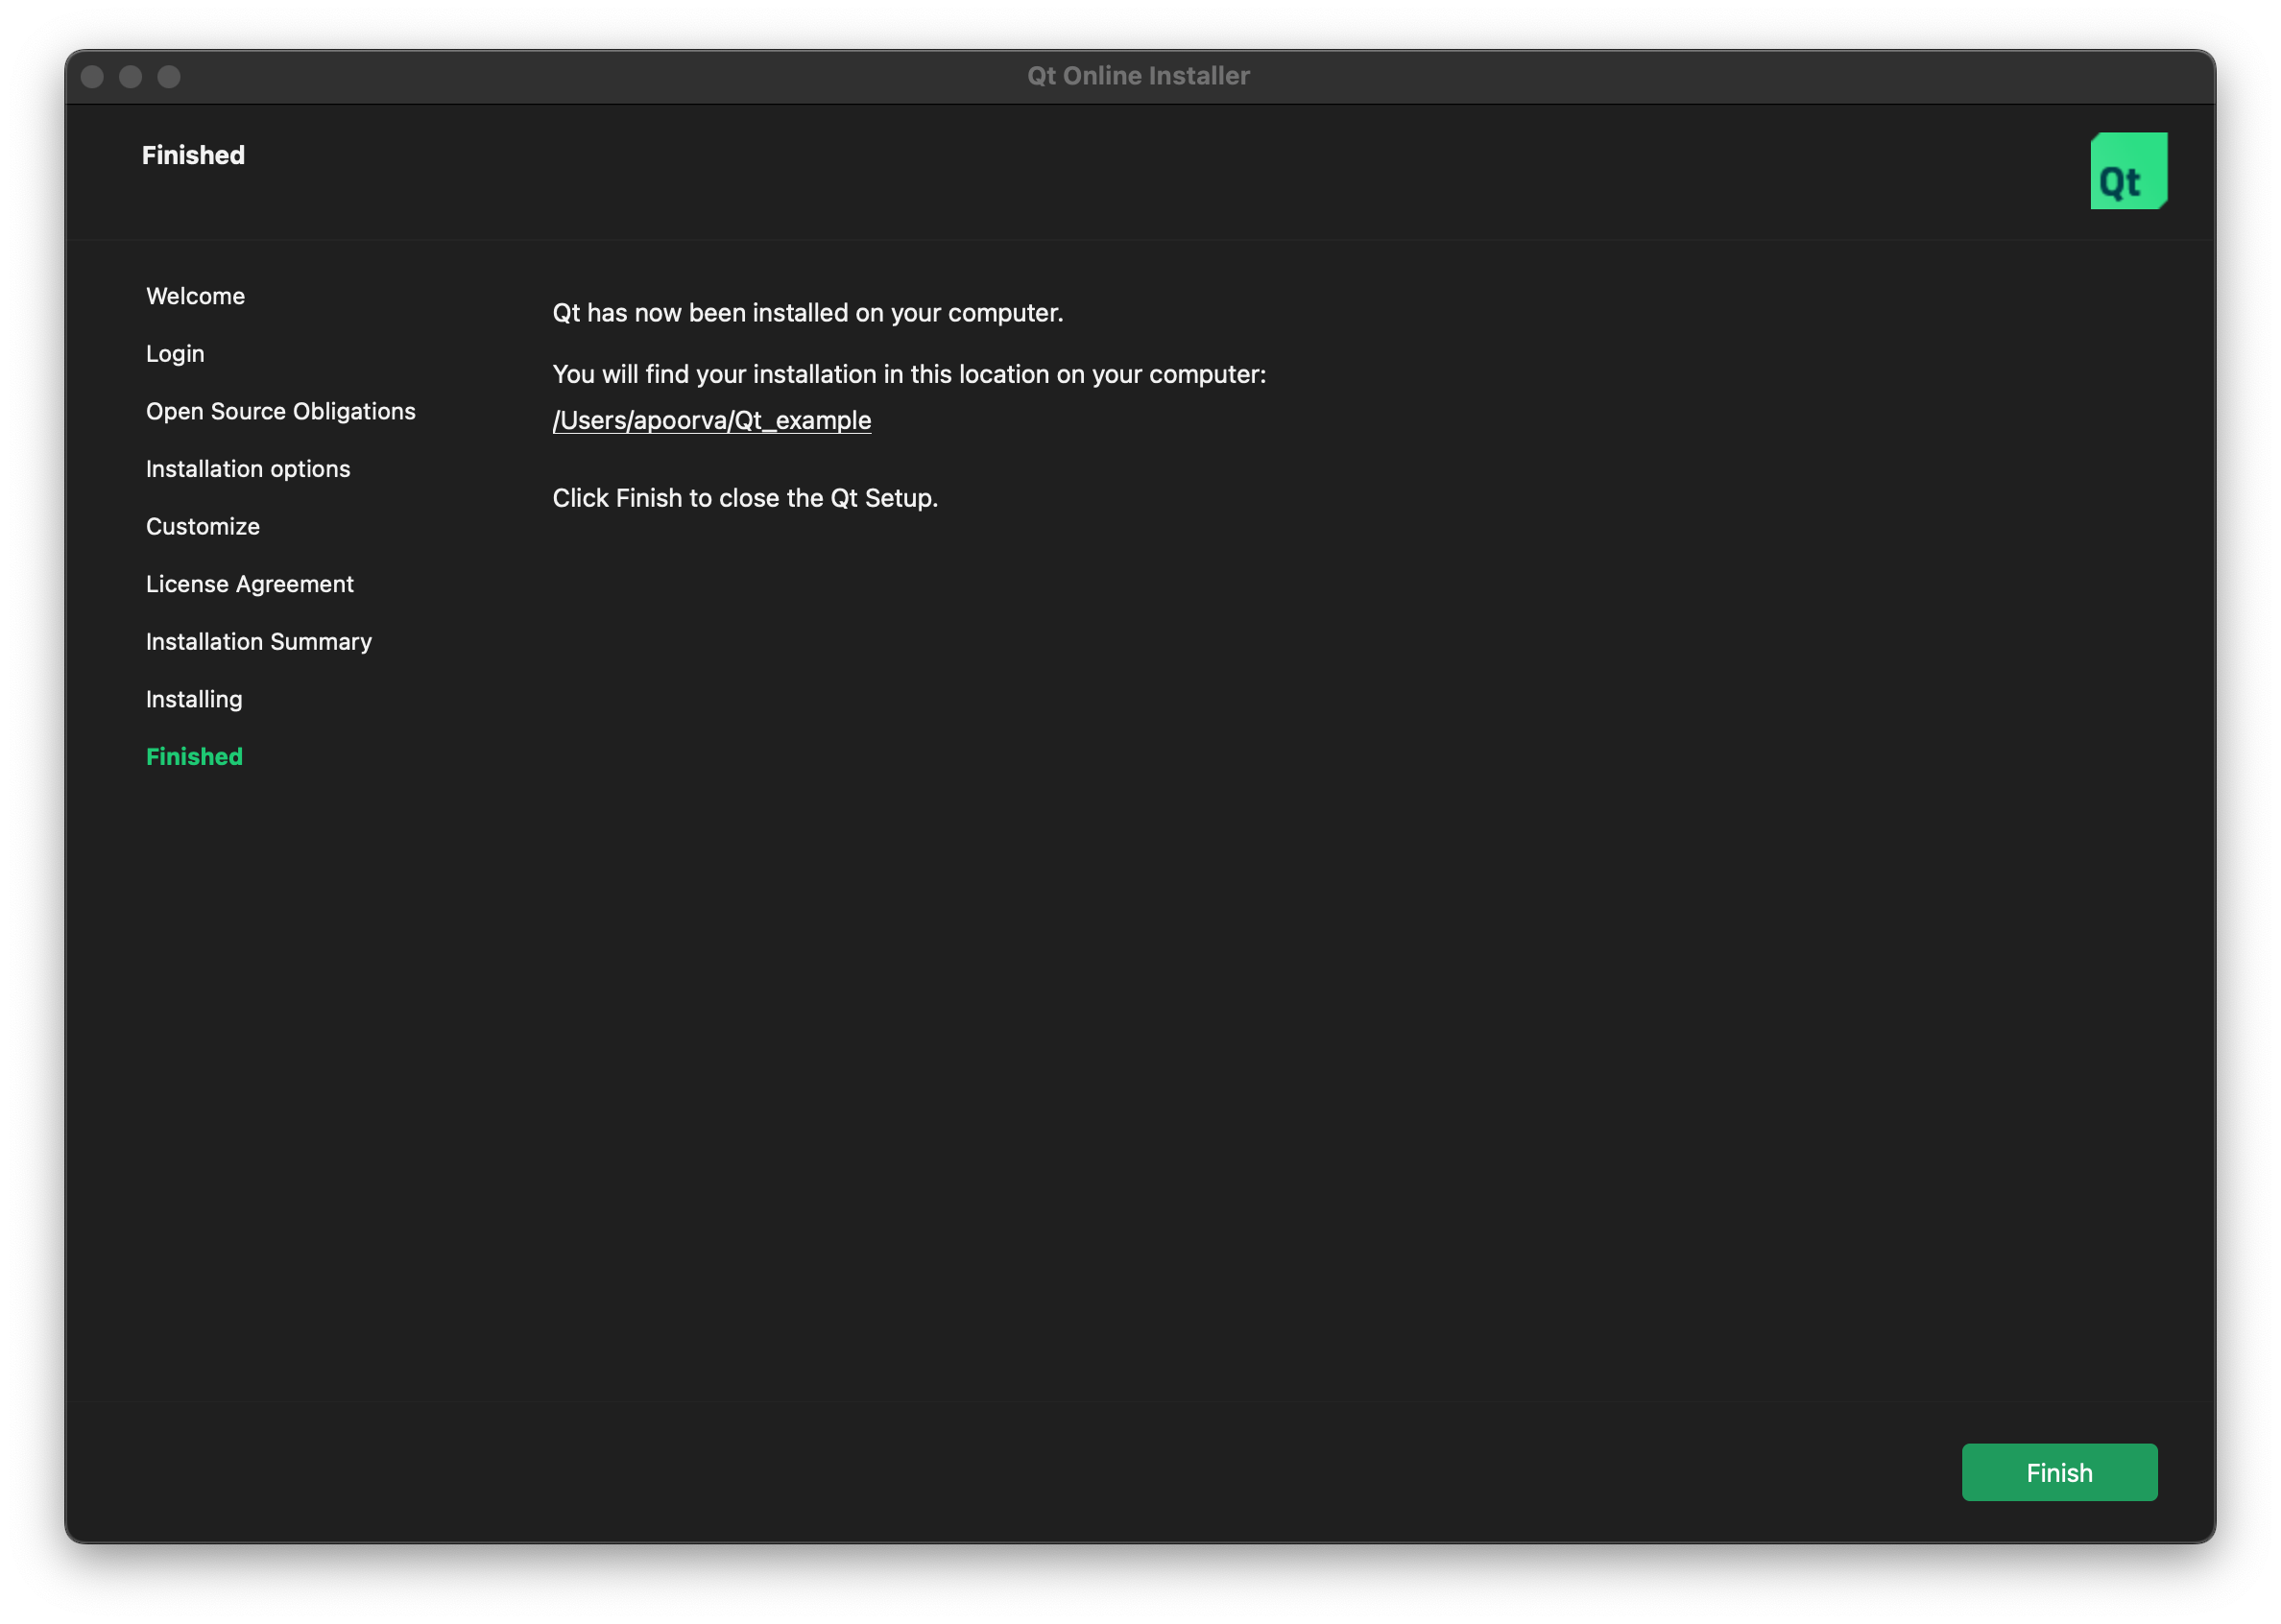 Qt Online Installer
Finished
Qt
Welcome
Login
Open Source Obligations
Installation options
Customize
License Agreement
Installation Summary
Installing
Finished
Qt has now been installed on your computer.
You will find your installation in this location on your computer:
/Users/apoorva/Qt_example
Click Finish to close the Qt Setup.
Finish